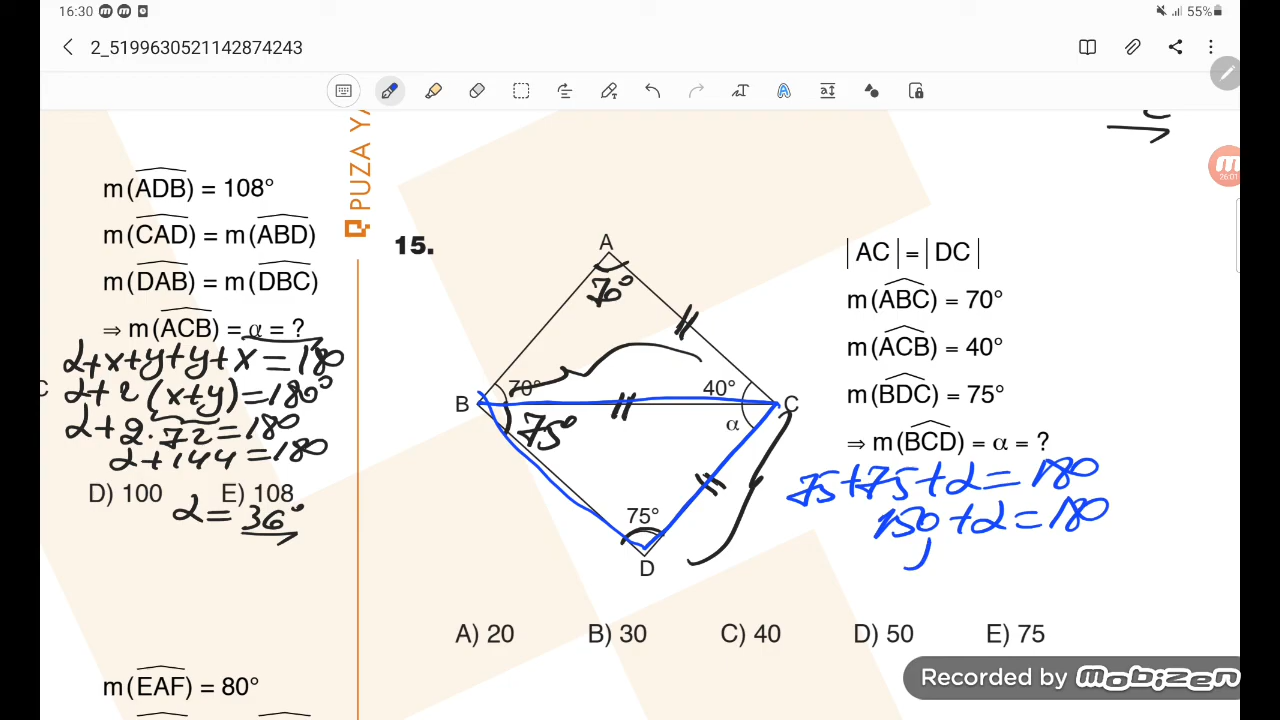 16:30
55%
2_5199630521142874243
PUZA Y
26:01
m(ADB) = 108°
m(CAD) = m(ABD)
m(DAB) = m(DBC)
⇒ m(ACB) = α = ?
α+x+y+y+x=180
α+2(x+y)=180°
α+2·72=180
α+144=180
D) 100 E) 108
α=36°
m(EAF) = 80°
15.
A
70°
70° 40°
B C
75° α
75°
D
|AC| = |DC|
m(ABC) = 70°
m(ACB) = 40°
m(BDC) = 75°
⇒ m(BCD) = α = ?
75+75+α=180
150+α=180
A) 20 B) 30 C) 40 D) 50 E) 75
Recorded by mobizen